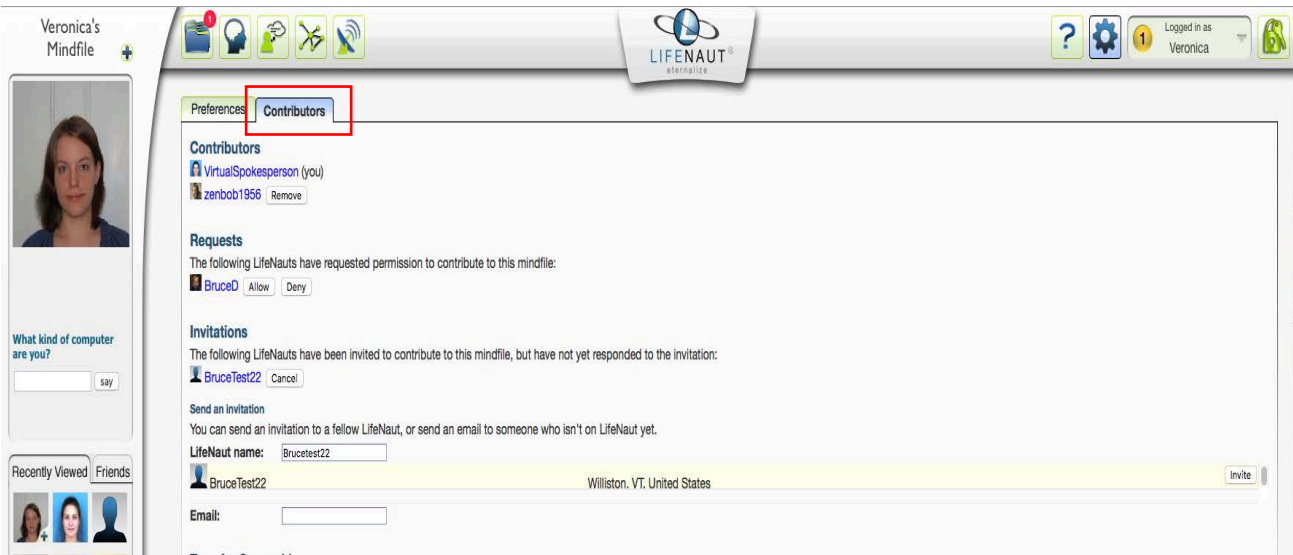 Veronica's
Mindfile
1
LIFENAUT®
eternalize
?
1
Logged in as
Veronica
Preferences
Contributors
Contributors
VirtualSpokesperson (you)
zenbob1956 Remove
Requests
The following LifeNauts have requested permission to contribute to this mindfile:
BruceD Allow Deny
What kind of computer
are you?
say
Invitations
The following LifeNauts have been invited to contribute to this mindfile, but have not yet responded to the invitation:
BruceTest22 Cancel
Send an invitation
You can send an invitation to a fellow LifeNaut, or send an email to someone who isn't on LifeNaut yet.
LifeNaut name: Brucetest22
BruceTest22 Williston. VT. United States Invite
Email:
Recently Viewed Friends